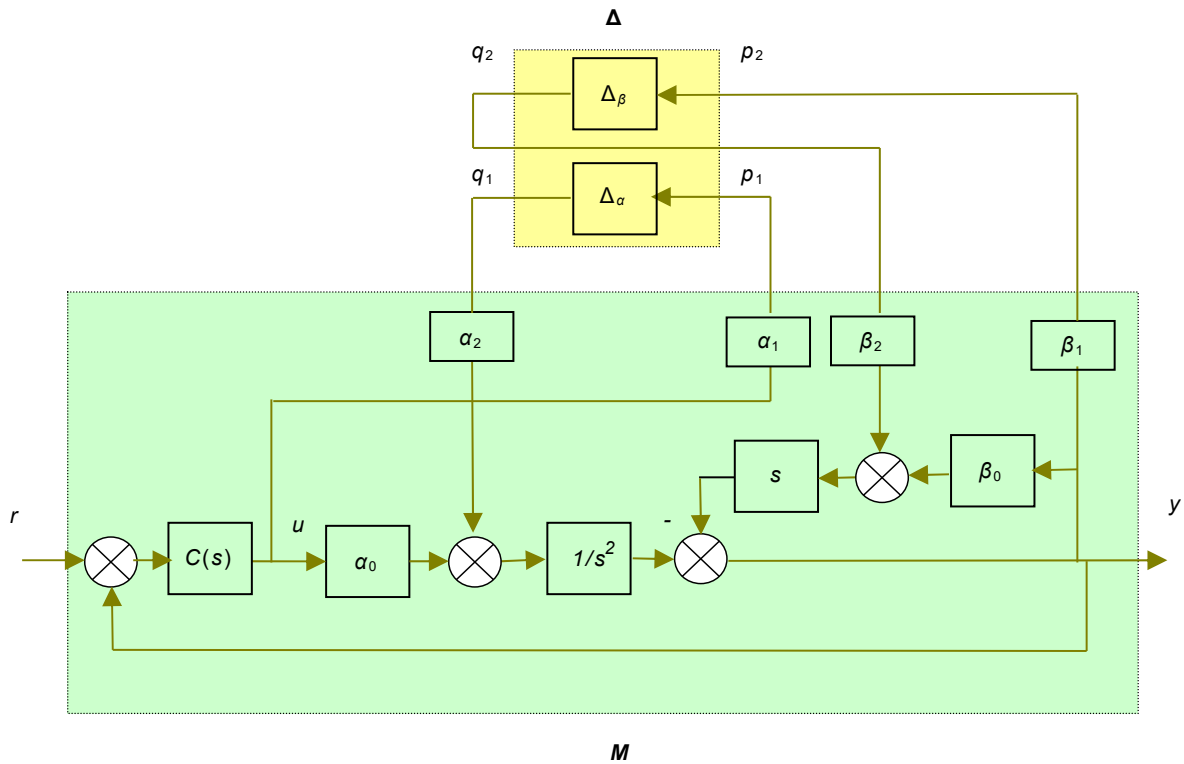 Δ
q₂ p₂
Δᵦ
q₁ p₁
Δα
α₂ α₁ β₂ β₁
s β₀
r u - y
C(s) α₀ 1/s²
M